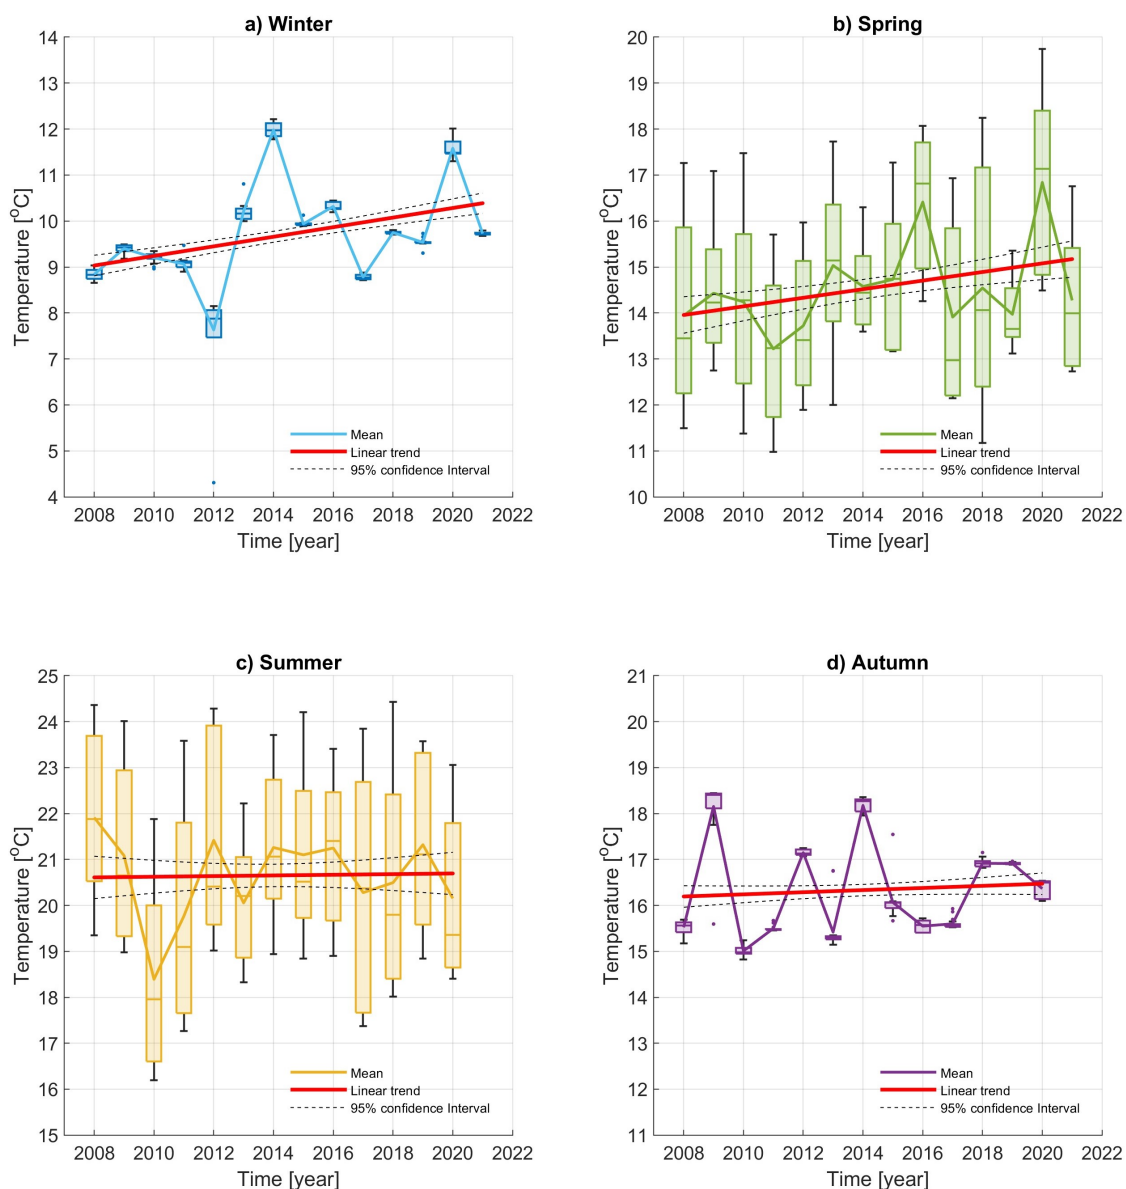 a) Winter
14
13
12
11
10
9
8
7
6
5
4
Temperature [°C]
Mean
Linear trend
95% confidence Interval
2008 2010 2012 2014 2016 2018 2020 2022
Time [year]
b) Spring
20
19
18
17
16
15
14
13
12
11
10
Temperature [°C]
Mean
Linear trend
95% confidence Interval
2008 2010 2012 2014 2016 2018 2020 2022
Time [year]
c) Summer
25
24
23
22
21
20
19
18
17
16
15
Temperature [°C]
Mean
Linear trend
95% confidence Interval
2008 2010 2012 2014 2016 2018 2020 2022
Time [year]
d) Autumn
21
20
19
18
17
16
15
14
13
12
11
Temperature [°C]
Mean
Linear trend
95% confidence Interval
2008 2010 2012 2014 2016 2018 2020 2022
Time [year]